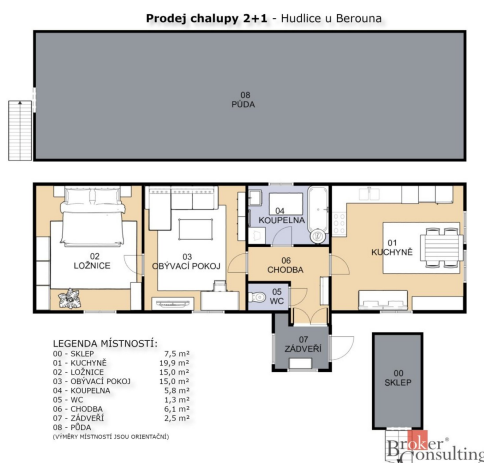 Prodej chalupy 2+1 - Hudlice u Berouna
08
PŮDA
04
KOUPELNA
02
LOŽNICE
03
OBÝVACÍ POKOJ
01
KUCHYNĚ
06
CHODBA
05
WC
07
ZÁDVEŘÍ
00
SKLEP
LEGENDA MÍSTNOSTÍ:
00 - SKLEP 7,5 m²
01 - KUCHYNĚ 19,9 m²
02 - LOŽNICE 15,0 m²
03 - OBÝVACÍ POKOJ 15,0 m²
04 - KOUPELNA 5,8 m²
05 - WC 1,3 m²
06 - CHODBA 6,1 m²
07 - ZÁDVEŘÍ 2,5 m²
08 - PŮDA
(VÝMĚRY MÍSTNOSTÍ JSOU ORIENTAČNÍ)
Broker
Consulting